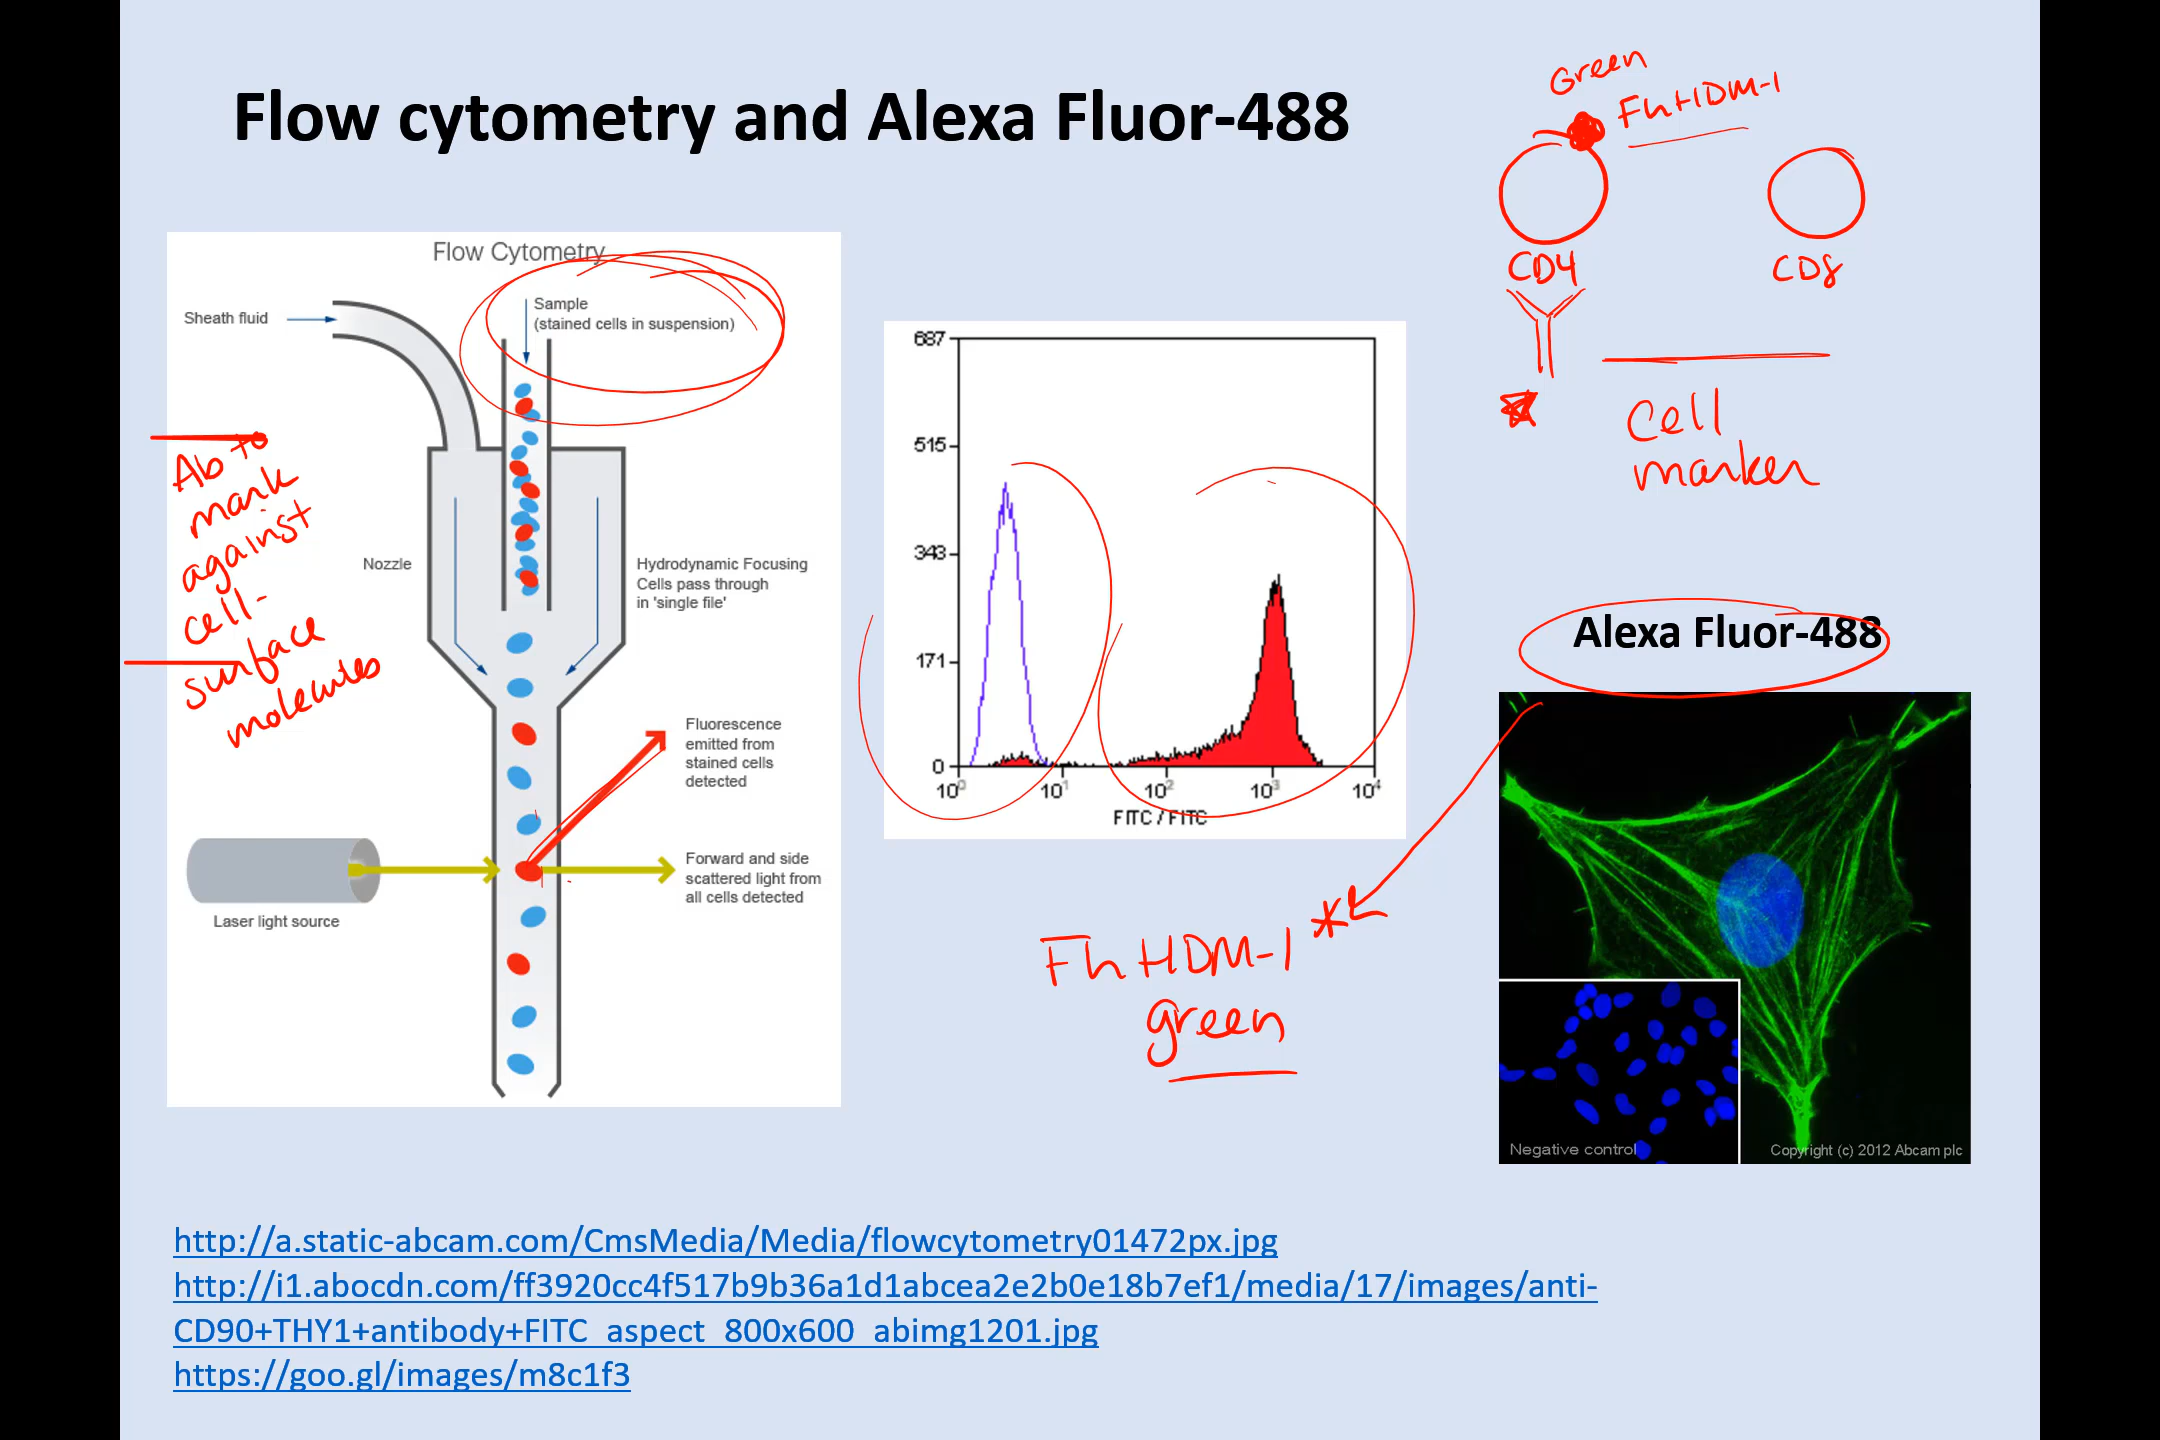 Flow cytometry and Alexa Fluor-488
Green
FhHDM-1
CD4
CD8
Cell
marker
Flow Cytometry
Sheath fluid
Sample
(stained cells in suspension)
Ab to
mark
against
cell-
surface
molecules
Nozzle
Hydrodynamic Focusing
Cells pass through
in 'single file'
Fluorescence
emitted from
stained cells
detected
Laser light source
Forward and side
scattered light from
all cells detected
687
515
343
171
0
10⁰ 10¹ 10² 10³ 10⁴
FITC / FITC
FhHDM-1 *
green
Alexa Fluor-488
Negative control
Copyright (c) 2012 Abcam plc
http://a.static-abcam.com/CmsMedia/Media/flowcytometry01472px.jpg
http://i1.abocdn.com/ff3920cc4f517b9b36a1d1abcea2e2b0e18b7ef1/media/17/images/anti-
CD90+THY1+antibody+FITC_aspect_800x600_abimg1201.jpg
https://goo.gl/images/m8c1f3